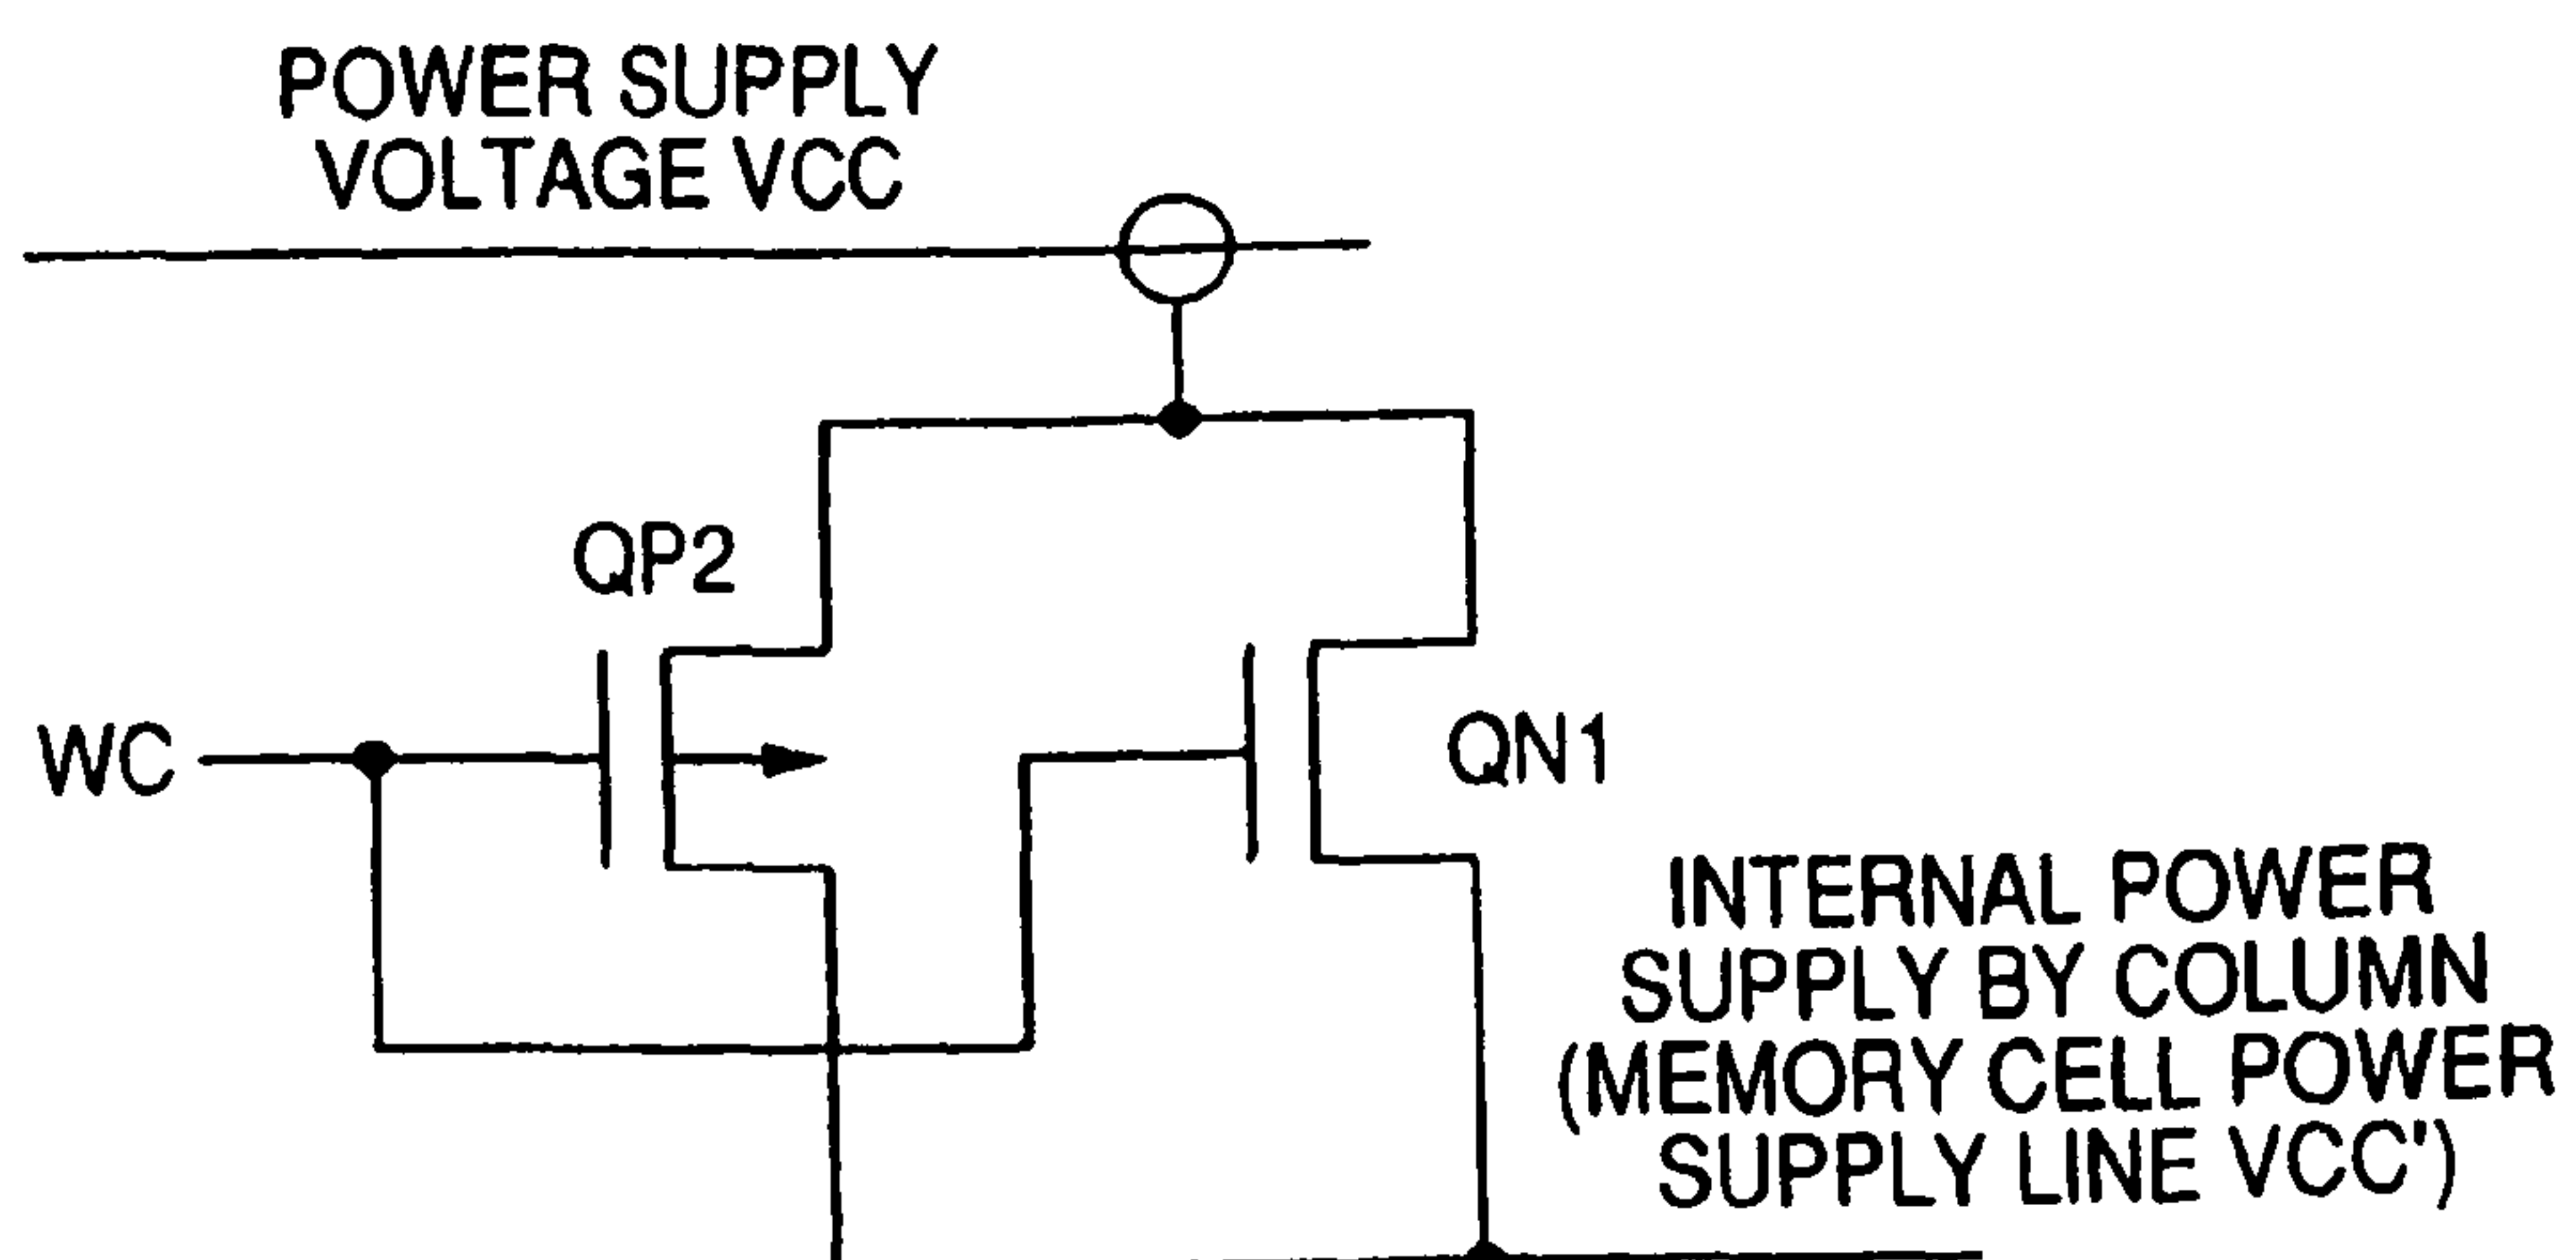 POWER SUPPLY
VOLTAGE VCC
QP2
WC
QN1
INTERNAL POWER
SUPPLY BY COLUMN
(MEMORY CELL POWER
SUPPLY LINE VCC')